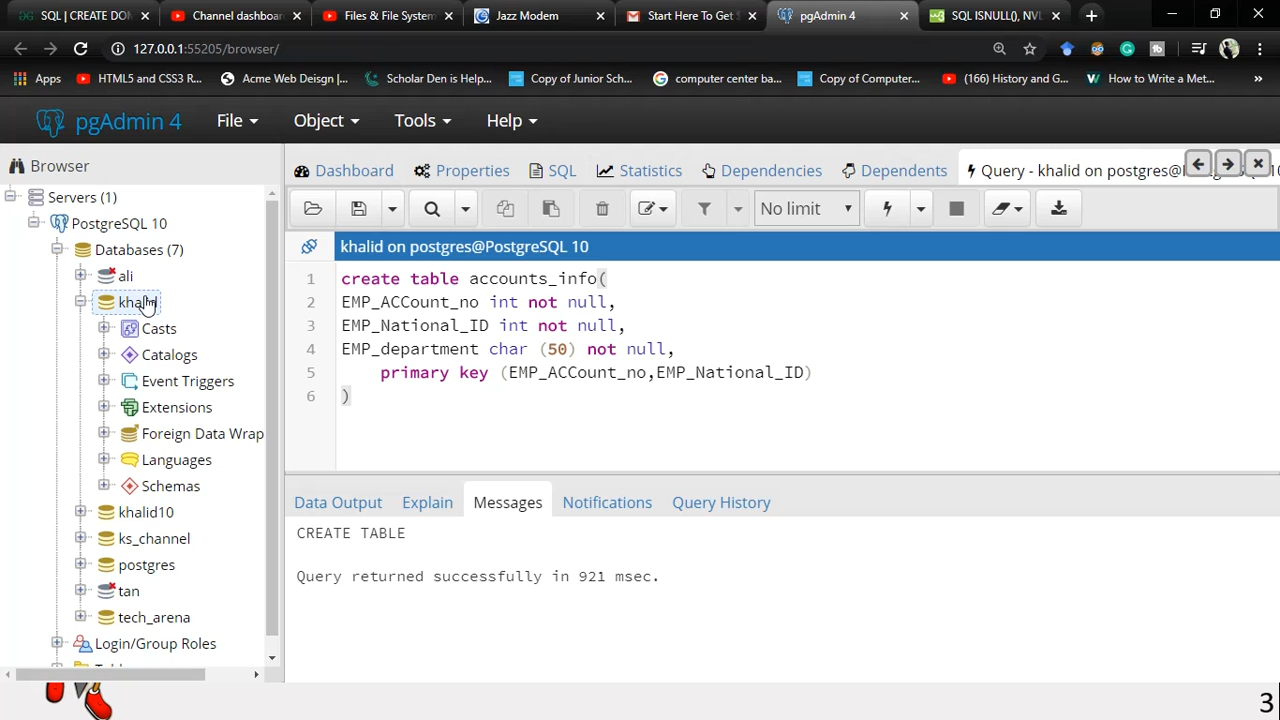 SQL | CREATE DOM
Channel dashboar
Files & File System
Jazz Modem
Start Here To Get S
pgAdmin 4
SQL ISNULL(), NVL
127.0.0.1:55205/browser/
Apps
HTML5 and CSS3 R...
Acme Web Deisgn |...
Scholar Den is Help...
Copy of Junior Sch...
computer center ba...
Copy of Computer...
(166) History and G...
How to Write a Met...
»
pgAdmin 4
File
Object
Tools
Help
Browser
Dashboard
Properties
SQL
Statistics
Dependencies
Dependents
Query - khalid on postgres@
Servers (1)
PostgreSQL 10
Databases (7)
ali
Casts
Catalogs
Event Triggers
Extensions
Foreign Data Wrap
Languages
Schemas
khalid10
ks_channel
postgres
tan
tech_arena
Login/Group Roles
No limit
khalid on postgres@PostgreSQL 10
1 create table accounts_info(
2 EMP_ACCount_no int not null,
3 EMP_National_ID int not null,
4 EMP_department char (50) not null,
5 primary key (EMP_ACCount_no,EMP_National_ID)
6 )
Data Output
Explain
Messages
Notifications
Query History
CREATE TABLE
Query returned successfully in 921 msec.
3